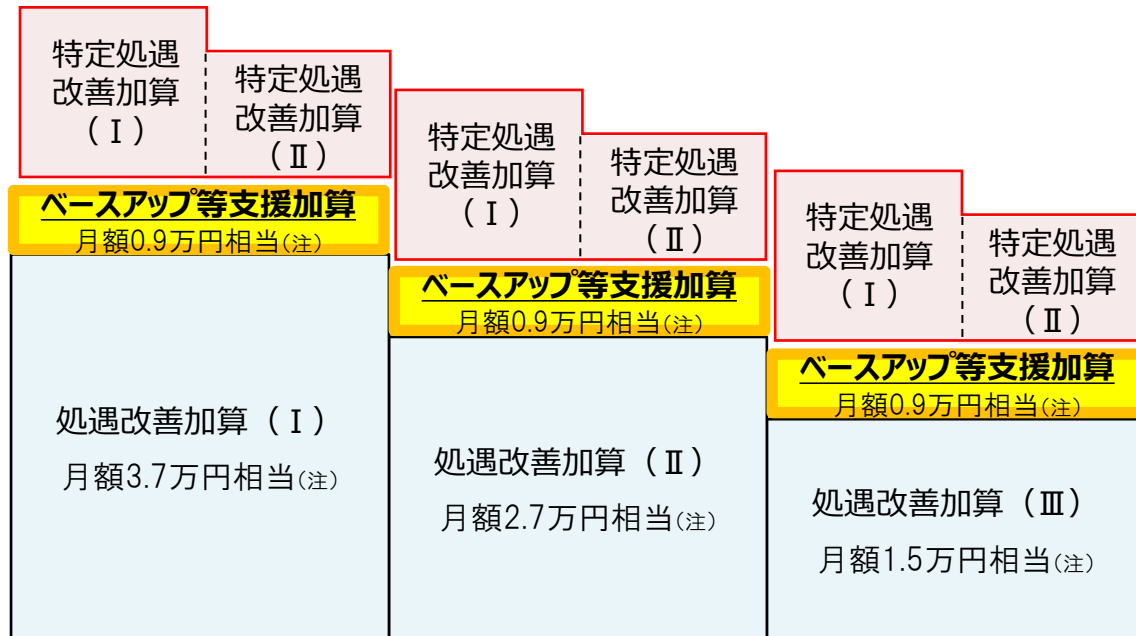 特定処遇
改善加算
（Ⅰ）
特定処遇
改善加算
（Ⅱ）
ベースアップ等支援加算
月額0.9万円相当(注)
処遇改善加算（Ⅰ）
月額3.7万円相当(注)
特定処遇
改善加算
（Ⅰ）
特定処遇
改善加算
（Ⅱ）
ベースアップ等支援加算
月額0.9万円相当(注)
処遇改善加算（Ⅱ）
月額2.7万円相当(注)
特定処遇
改善加算
（Ⅰ）
特定処遇
改善加算
（Ⅱ）
ベースアップ等支援加算
月額0.9万円相当(注)
処遇改善加算（Ⅲ）
月額1.5万円相当(注)